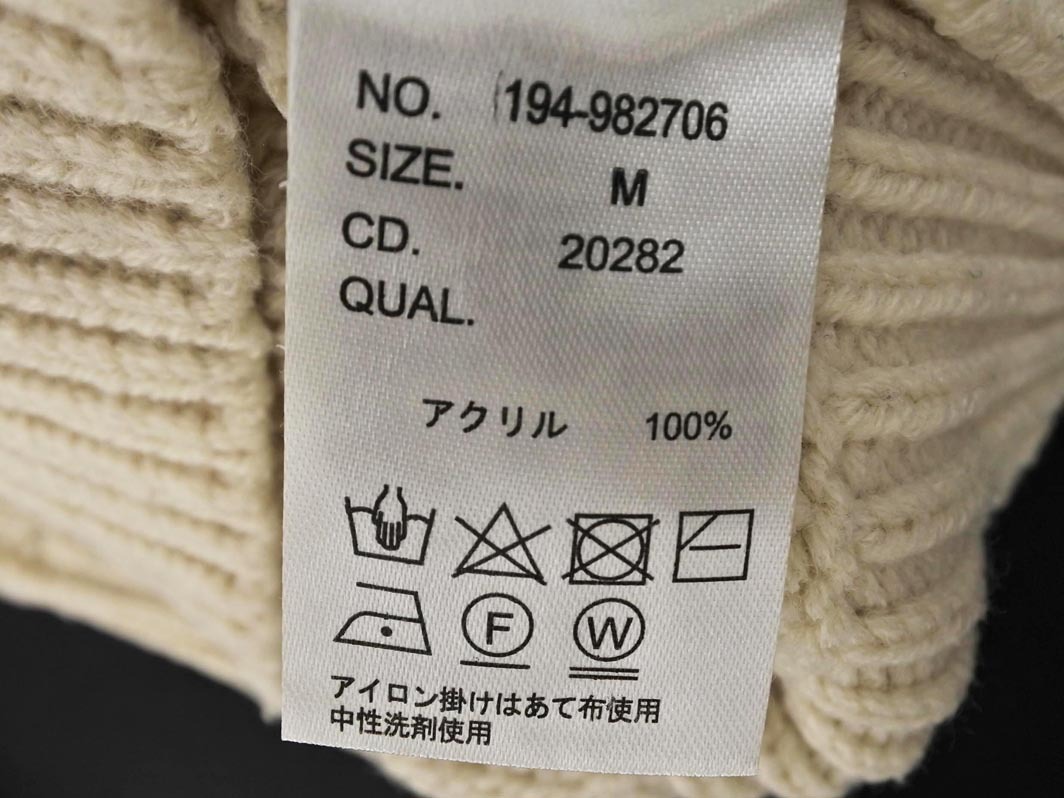 NO. 194-982706
SIZE. M
CD. 20282
QUAL.
アクリル 100%
F W
アイロン掛けはあて布使用
中性洗剤使用